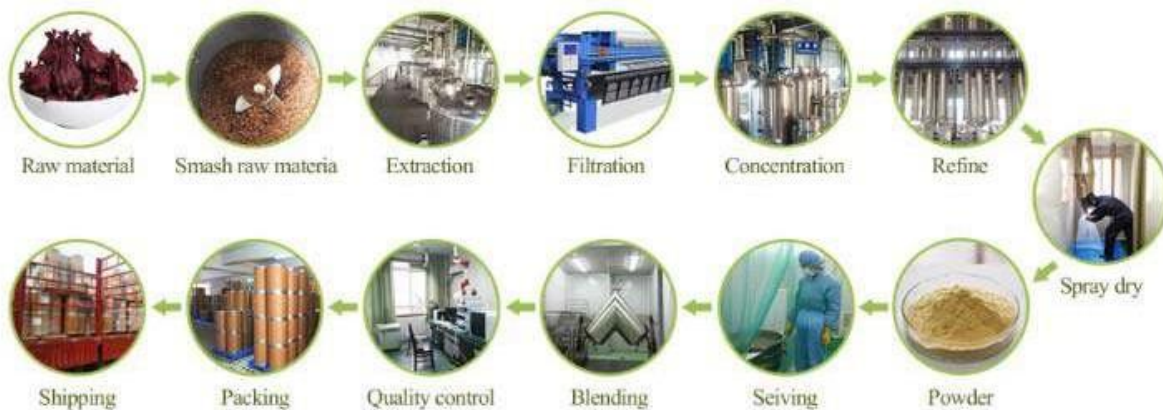 Raw material
Smash raw materia
Extraction
Filtration
Concentration
Refine
Spray dry
Powder
Seiving
Blending
Quality control
Packing
Shipping